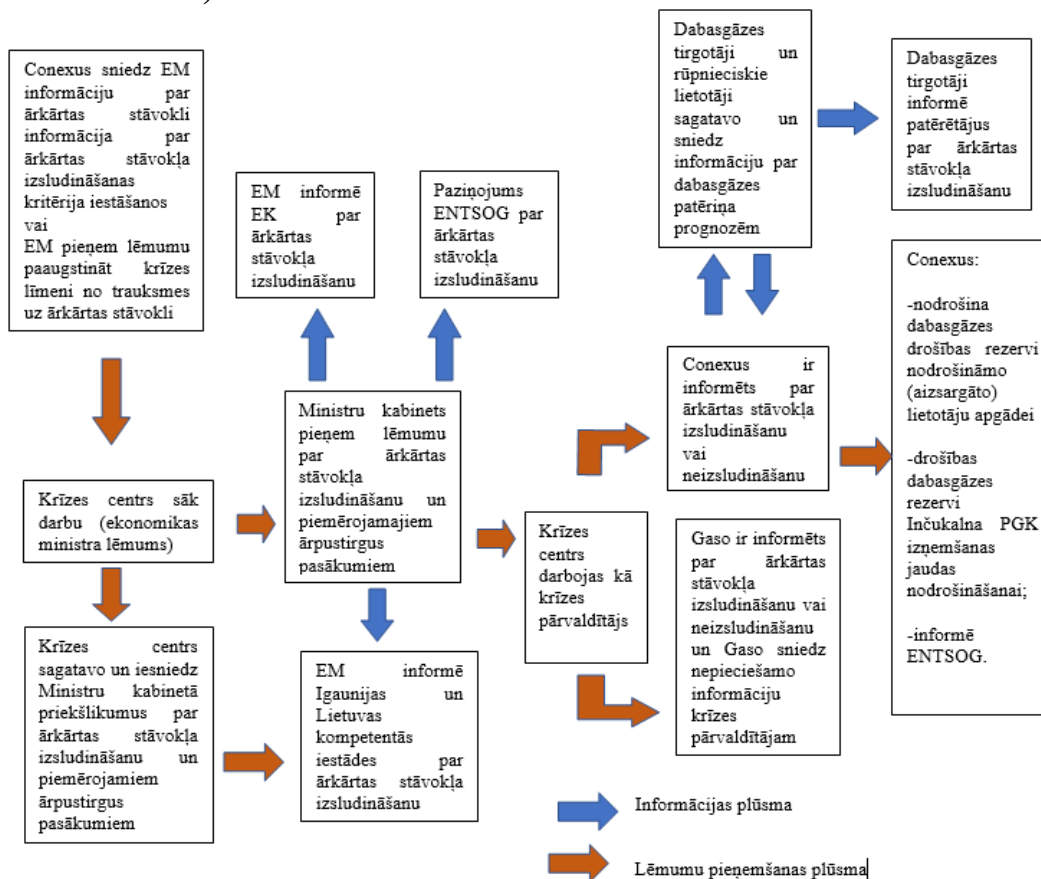 Conexus sniedz EM
informāciju par
ārkārtas stāvokli
informācija par
ārkārtas stāvokļa
izsludināšanas
kritērija iestāšanos
vai
EM pieņem lēmumu
paaugstināt krīzes
līmeni no trauksmes
uz ārkārtas stāvokli
EM informē
EK par
ārkārtas
stāvokļa
izsludināšanu
Paziņojums
ENTSOG par
ārkārtas
stāvokļa
izsludināšanu
Dabasgāzes
tirgotāji un
rūpnieciskie
lietotāji
sagatavo un
sniedz
informāciju par
dabasgāzes
patēriņa
prognozēm
Dabasgāzes
tirgotāji
informē
patērētājus
par ārkārtas
stāvokļa
izsludināšanu
Krīzes centrs sāk
darbu (ekonomikas
ministra lēmums)
Ministru kabinets
pieņem lēmumu
par ārkārtas
stāvokļa
izsludināšanu un
piemērojamajiem
ārpustirgus
pasākumiem
Conexus ir
informēts par
ārkārtas stāvokļa
izsludināšanu
vai
neizsludināšanu
Conexus:
-nodrošina
dabasgāzes
drošības rezervi
nodrošināmo
(aizsargāto)
lietotāju apgādei
-drošības
dabasgāzes
rezervi
Inčukalna PGK
izņemšanas
jaudas
nodrošināšanai;
-informē
ENTSOG.
Krīzes
centrs
darbojas kā
krīzes
pārvaldītājs
Gaso ir informēts
par ārkārtas
stāvokļa
izsludināšanu vai
neizsludināšanu
un Gaso sniedz
nepieciešamo
informāciju
krīzes
pārvaldītājam
Krīzes centrs
sagatavo un iesniedz
Ministru kabinetā
priekšlikumus par
ārkārtas stāvokļa
izsludināšanu un
piemērojamiem
ārpustirgus
pasākumiem
EM informē
Igaunijas un
Lietuvas
kompetentās
iestādes par
ārkārtas stāvokļa
izsludināšanu
Informācijas plūsma
Lēmumu pieņemšanas plūsma